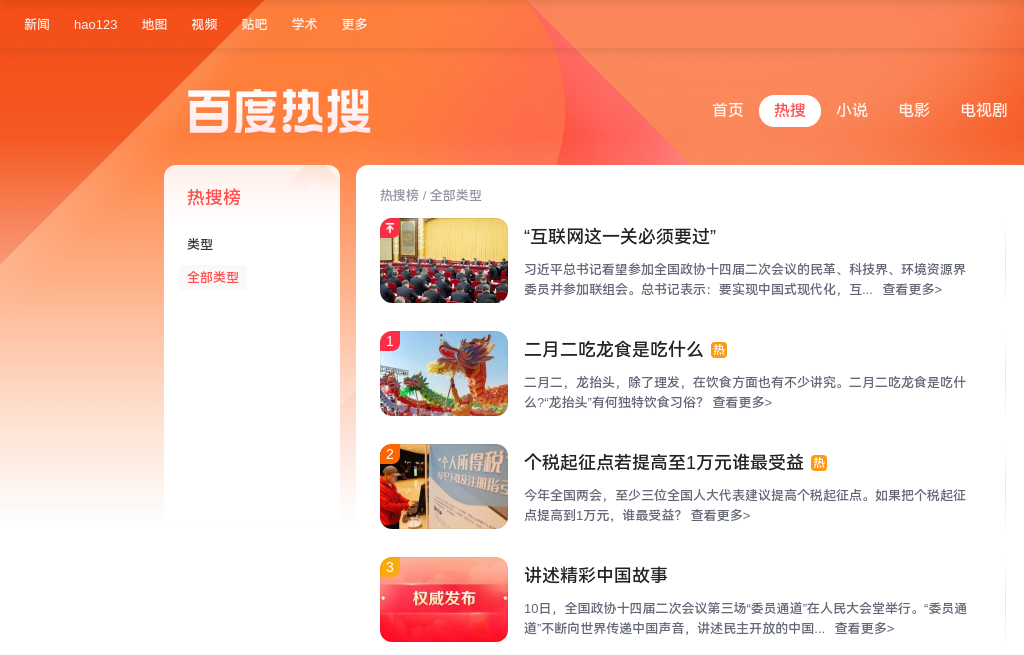 新闻 hao123 地图 视频 贴吧 学术 更多
百度热搜
首页 热搜 小说 电影 电视剧
热搜榜
类型
全部类型
热搜榜 / 全部类型
“互联网这一关必须要过”
习近平总书记看望参加全国政协十四届二次会议的民革、科技界、环境资源界
委员并参加联组会。总书记表示：要实现中国式现代化，互... 查看更多>
1
二月二吃龙食是吃什么 热
二月二，龙抬头，除了理发，在饮食方面也有不少讲究。二月二吃龙食是吃什
么?“龙抬头”有何独特饮食习俗？ 查看更多>
2
个人所得税
APP下载及注册指引
个税起征点若提高至1万元谁最受益 热
今年全国两会，至少三位全国人大代表建议提高个税起征点。如果把个税起征
点提高到1万元，谁最受益？ 查看更多>
3
权威发布
讲述精彩中国故事
10日，全国政协十四届二次会议第三场“委员通道”在人民大会堂举行。“委员通
道”不断向世界传递中国声音，讲述民主开放的中国... 查看更多>